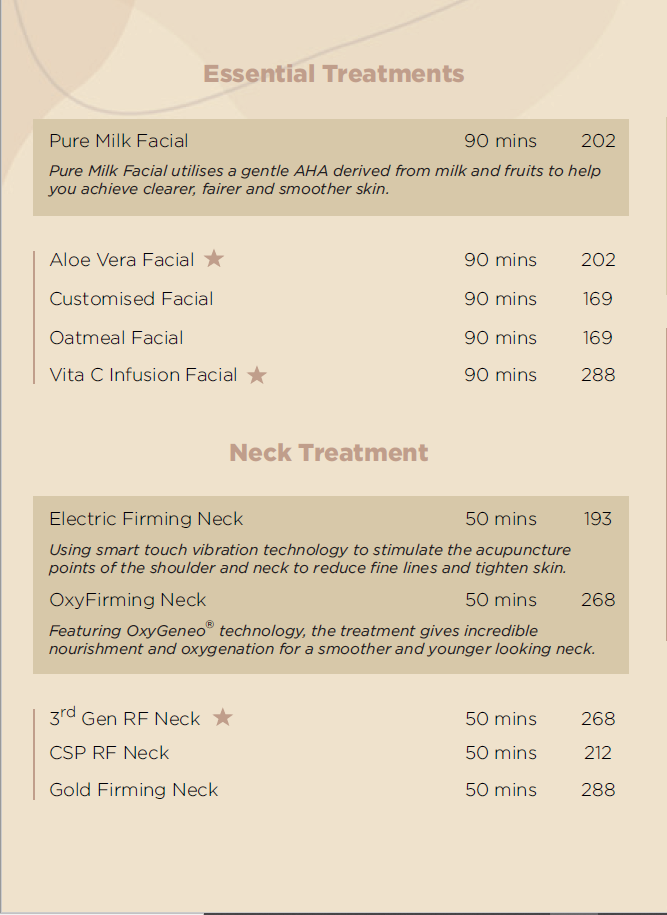 Essential Treatments
Pure Milk Facial 90 mins 202
Pure Milk Facial utilises a gentle AHA derived from milk and fruits to help
you achieve clearer, fairer and smoother skin.
Aloe Vera Facial ★ 90 mins 202
Customised Facial 90 mins 169
Oatmeal Facial 90 mins 169
Vita C Infusion Facial ★ 90 mins 288
Neck Treatment
Electric Firming Neck 50 mins 193
Using smart touch vibration technology to stimulate the acupuncture
points of the shoulder and neck to reduce fine lines and tighten skin.
OxyFirming Neck 50 mins 268
Featuring OxyGeneo® technology, the treatment gives incredible
nourishment and oxygenation for a smoother and younger looking neck.
3rd Gen RF Neck ★ 50 mins 268
CSP RF Neck 50 mins 212
Gold Firming Neck 50 mins 288